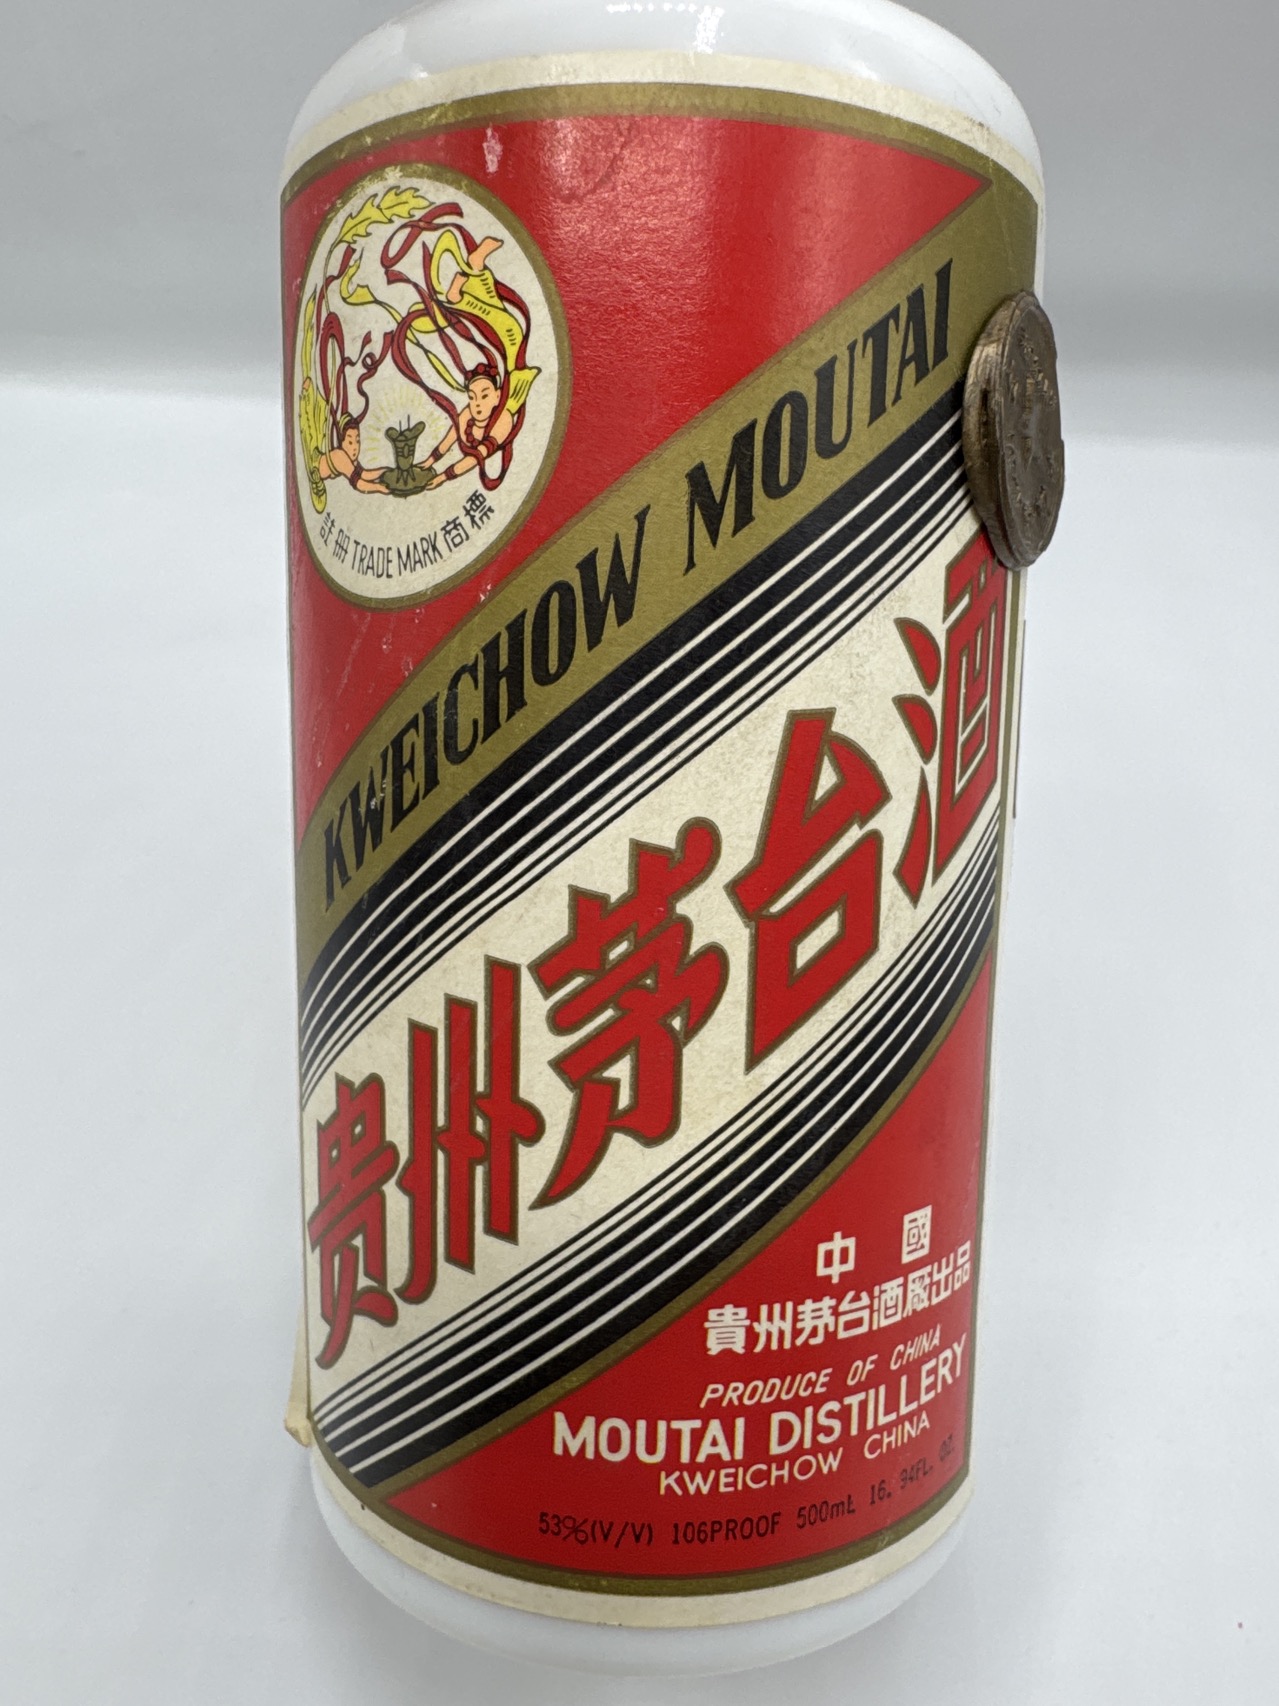 註冊 TRADE MARK 商標
KWEICHOW MOUTAI
贵州茅台酒
中國
貴州茅台酒廠出品
PRODUCE OF CHINA
MOUTAI DISTILLERY
KWEICHOW CHINA
53%(V/V) 106PROOF 500mL 16.94FL. OZ.